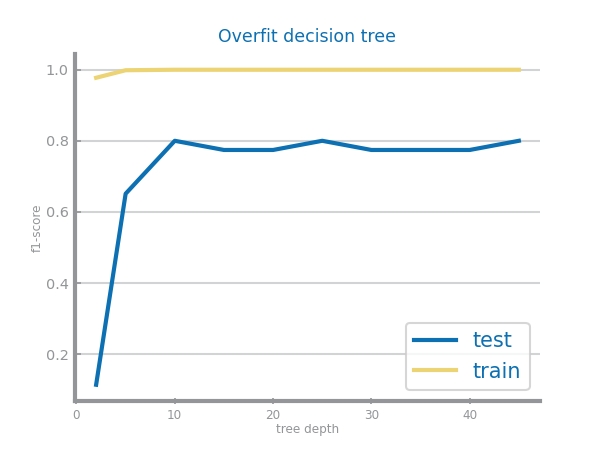 Overfit decision tree
1.0
0.8
0.6
0.4
0.2
f1-score
0 10 20 30 40
tree depth
test
train